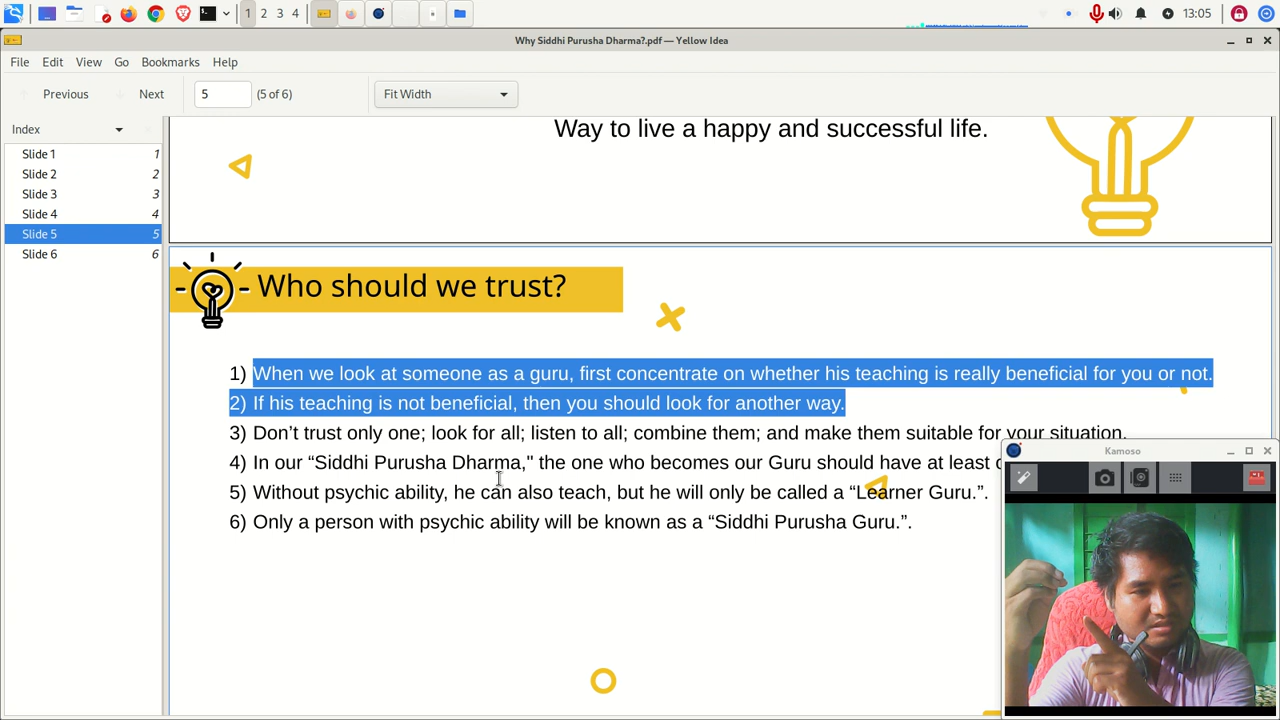 1 2 3 4
13:05
Why Siddhi Purusha Dharma?.pdf — Yellow Idea
File Edit View Go Bookmarks Help
Previous Next 5 (5 of 6) Fit Width
Index
Slide 1 1
Slide 2 2
Slide 3 3
Slide 4 4
Slide 5 5
Slide 6 6
Way to live a happy and successful life.
Who should we trust?
1) When we look at someone as a guru, first concentrate on whether his teaching is really beneficial for you or not.
2) If his teaching is not beneficial, then you should look for another way.
3) Don’t trust only one; look for all; listen to all; combine them; and make them suitable for your situation.
4) In our “Siddhi Purusha Dharma," the one who becomes our Guru should have at least
5) Without psychic ability, he can also teach, but he will only be called a “Learner Guru.”.
6) Only a person with psychic ability will be known as a “Siddhi Purusha Guru.”.
Kamoso